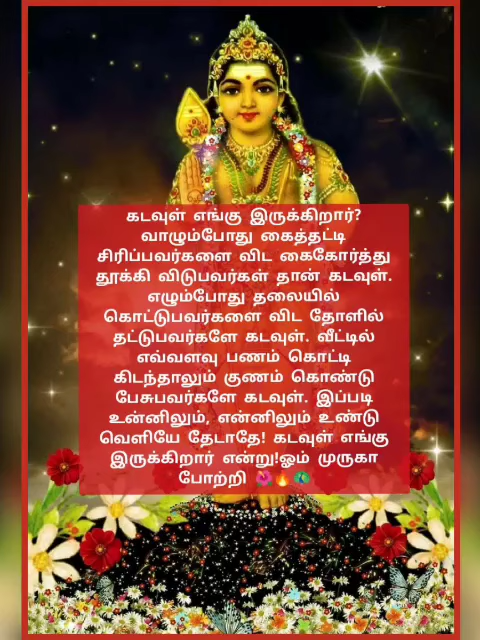 கடவுள் எங்கு இருக்கிறார்?
வாழும்போது கைத்தட்டி
சிரிப்பவர்களை விட கைகோர்த்து
தூக்கி விடுபவர்கள் தான் கடவுள்.
எழும்போது தலையில்
கொட்டுபவர்களை விட தோளில்
தட்டுபவர்களே கடவுள். வீட்டில்
எவ்வளவு பணம் கொட்டி
கிடந்தாலும் குணம் கொண்டு
பேசுபவர்களே கடவுள். இப்படி
உன்னிலும், என்னிலும் உண்டு
வெளியே தேடாதே! கடவுள் எங்கு
இருக்கிறார் என்று!ஓம் முருகா
போற்றி 🌺🔥🦚